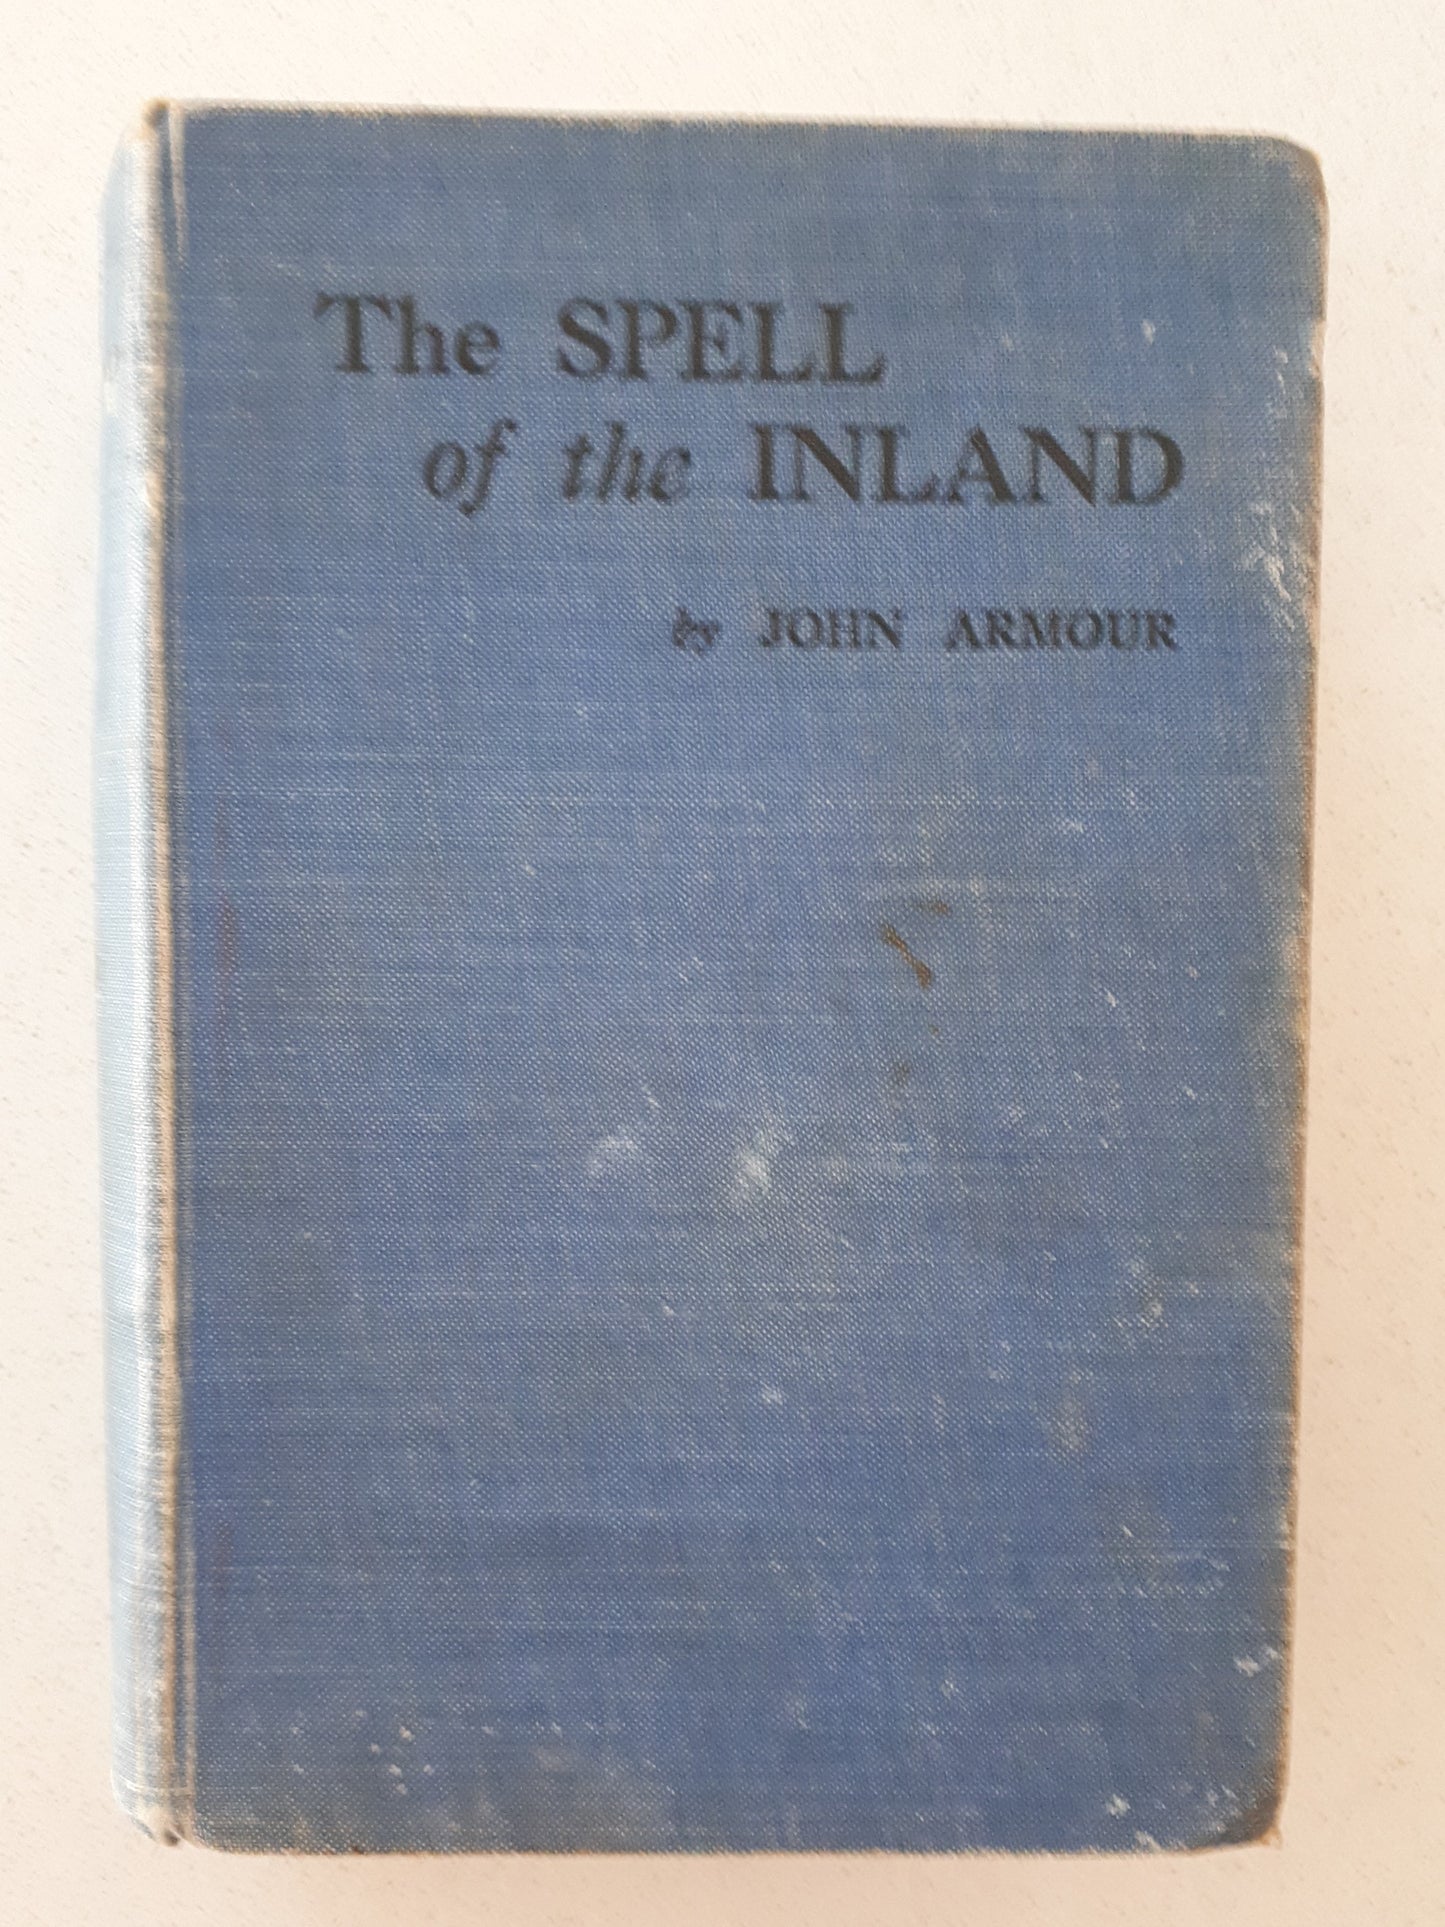 The SPELL
of the INLAND
by JOHN ARMOUR